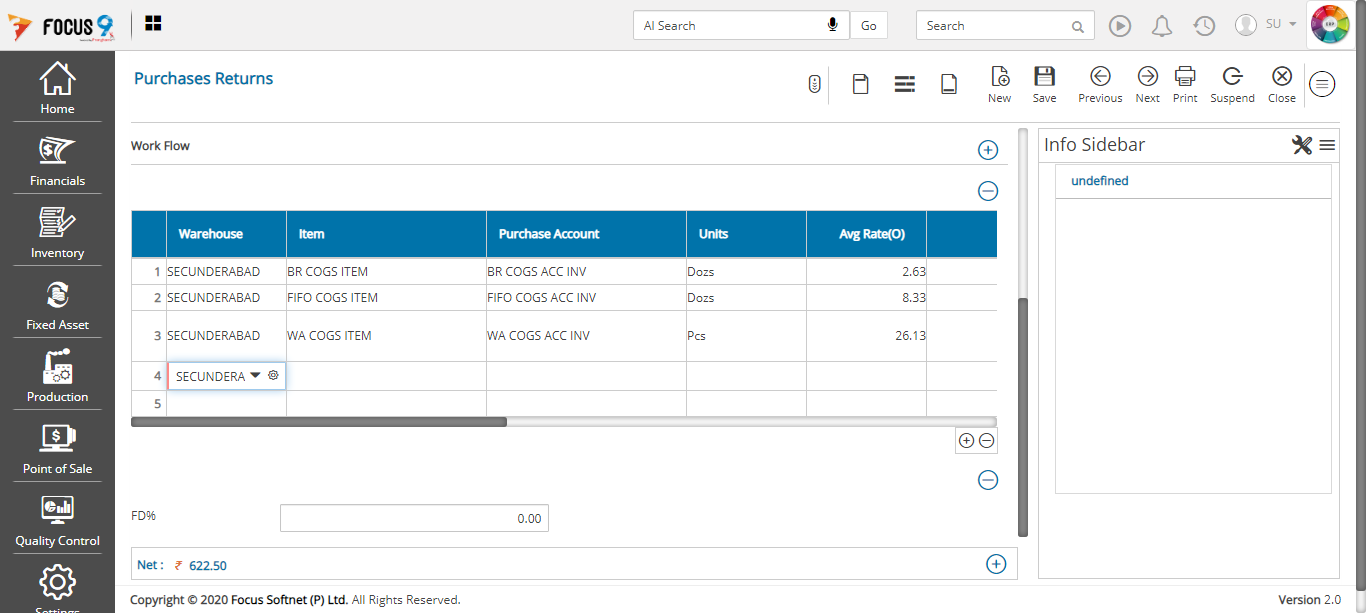 FOCUS 9
AI Search
Go
Search
SU
ERP
Home
Financials
Inventory
Fixed Asset
Production
Point of Sale
Quality Control
Settings
Purchases Returns
New
Save
Previous
Next
Print
Suspend
Close
Work Flow
Warehouse Item Purchase Account Units Avg Rate(O)
1 SECUNDERABAD BR COGS ITEM BR COGS ACC INV Dozs 2.63
2 SECUNDERABAD FIFO COGS ITEM FIFO COGS ACC INV Dozs 8.33
3 SECUNDERABAD WA COGS ITEM WA COGS ACC INV Pcs 26.13
4 SECUNDERA
5
FD% 0.00
Net : ₹ 622.50
Info Sidebar
undefined
Copyright © 2020 Focus Softnet (P) Ltd. All Rights Reserved.
Version 2.0